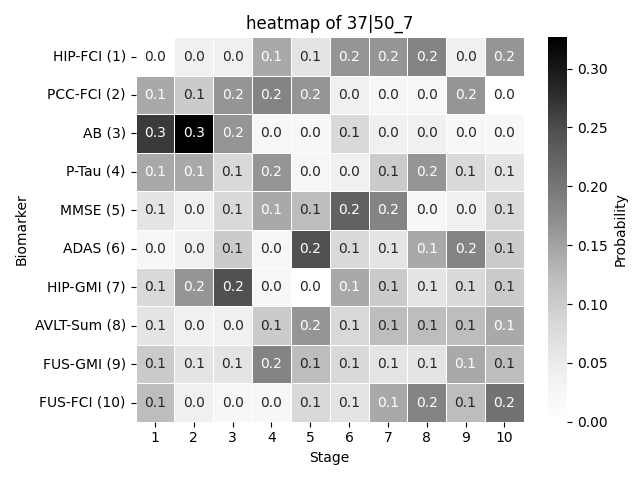 heatmap of 37|50_7
HIP-FCI (1) 0.0 0.0 0.0 0.1 0.1 0.2 0.2 0.2 0.0 0.2
PCC-FCI (2) 0.1 0.1 0.2 0.2 0.2 0.0 0.0 0.0 0.2 0.0
AB (3) 0.3 0.3 0.2 0.0 0.0 0.1 0.0 0.0 0.0 0.0
P-Tau (4) 0.1 0.1 0.1 0.2 0.0 0.0 0.1 0.2 0.1 0.1
MMSE (5) 0.1 0.0 0.1 0.1 0.1 0.2 0.2 0.0 0.0 0.1
ADAS (6) 0.0 0.0 0.1 0.0 0.2 0.1 0.1 0.1 0.2 0.1
HIP-GMI (7) 0.1 0.2 0.2 0.0 0.0 0.1 0.1 0.1 0.1 0.1
AVLT-Sum (8) 0.1 0.0 0.0 0.1 0.2 0.1 0.1 0.1 0.1 0.1
FUS-GMI (9) 0.1 0.1 0.1 0.2 0.1 0.1 0.1 0.1 0.1 0.1
FUS-FCI (10) 0.1 0.0 0.0 0.0 0.1 0.1 0.1 0.2 0.1 0.2
1 2 3 4 5 6 7 8 9 10
Stage
Biomarker
0.30
0.25
0.20
0.15
0.10
0.05
0.00
Probability